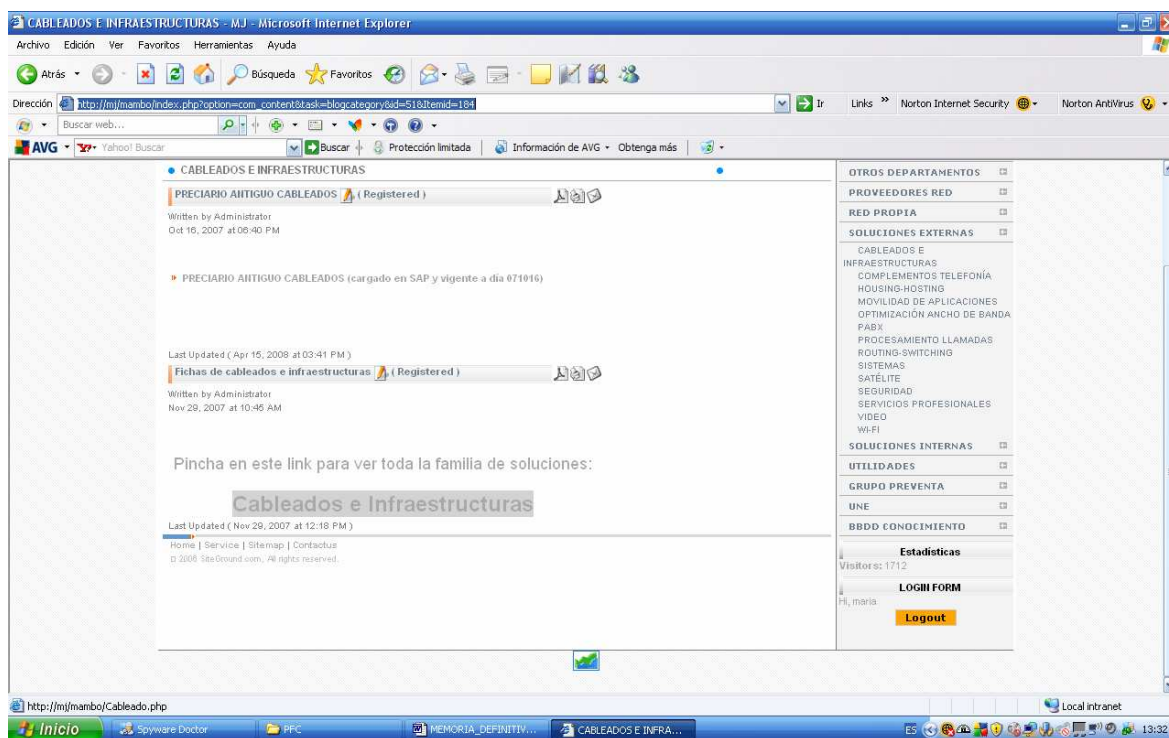 CABLEADOS E INFRAESTRUCTURAS - MJ - Microsoft Internet Explorer
Archivo Edición Ver Favoritos Herramientas Ayuda
Atrás Búsqueda Favoritos
Dirección http://mj/mambo/index.php?option=com_content&task=blogcategory&id=51&Itemid=184 Ir Links » Norton Internet Security Norton AntiVirus
Buscar web...
AVG Yahoo! Buscar Buscar Protección limitada Información de AVG Obtenga más
CABLEADOS E INFRAESTRUCTURAS
PRECIARIO ANTIGUO CABLEADOS ( Registered )
Written by Administrator
Oct 16, 2007 at 06:40 PM
PRECIARIO ANTIGUO CABLEADOS (cargado en SAP y vigente a día 071016)
Last Updated ( Apr 15, 2008 at 03:41 PM )
Fichas de cableados e infraestructuras ( Registered )
Written by Administrator
Nov 29, 2007 at 10:45 AM
Pincha en este link para ver toda la familia de soluciones:
Cableados e Infraestructuras
Last Updated ( Nov 29, 2007 at 12:18 PM )
Home | Service | Sitemap | Contactus
© 2006 SiteGround.com, All rights reserved.
OTROS DEPARTAMENTOS
PROVEEDORES RED
RED PROPIA
SOLUCIONES EXTERNAS
CABLEADOS E
INFRAESTRUCTURAS
COMPLEMENTOS TELEFONÍA
HOUSING-HOSTING
MOVILIDAD DE APLICACIONES
OPTIMIZACIÓN ANCHO DE BANDA
PABX
PROCESAMIENTO LLAMADAS
ROUTING-SWITCHING
SISTEMAS
SATÉLITE
SEGURIDAD
SERVICIOS PROFESIONALES
VIDEO
WI-FI
SOLUCIONES INTERNAS
UTILIDADES
GRUPO PREVENTA
UNE
BBDD CONOCIMIENTO
Estadísticas
Visitors: 1712
LOGIN FORM
Hi, maria
Logout
http://mj/mambo/Cableado.php Local intranet
Inicio Spyware Doctor PFC MEMORIA_DEFINITIV... CABLEADOS E INFRA... ES 13:32